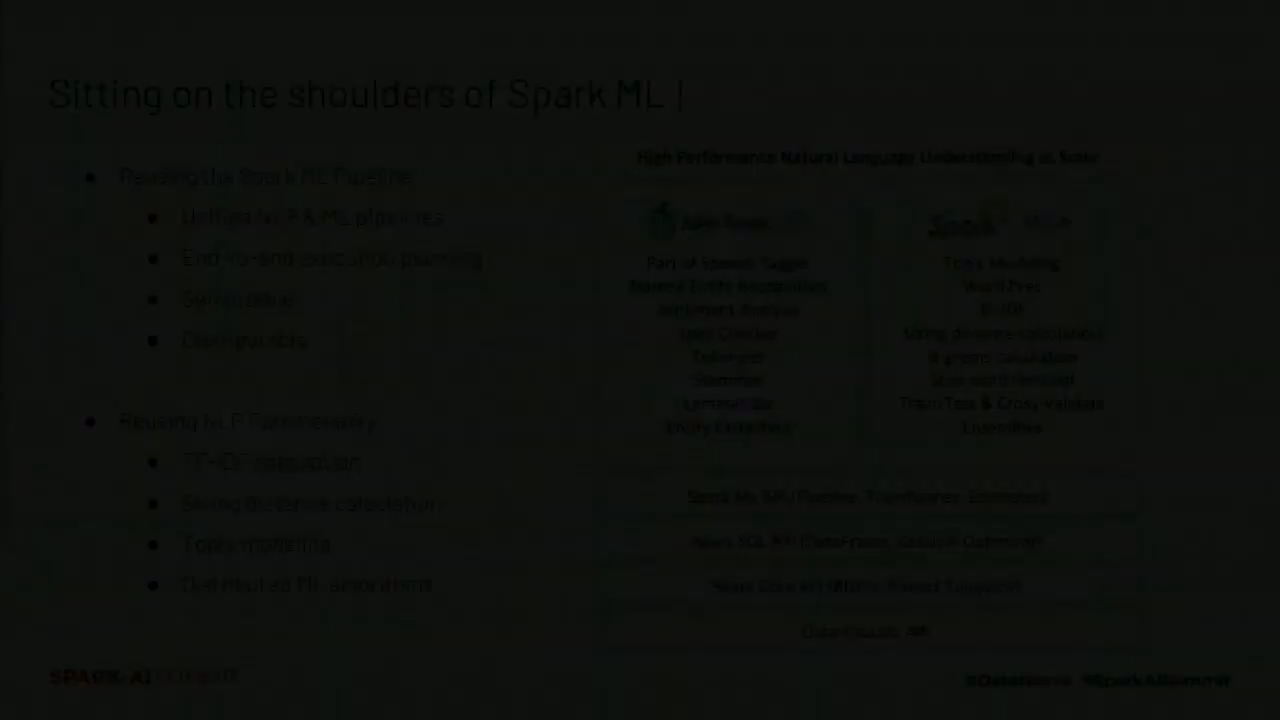 Sitting on the shoulders of Spark ML |
High Performance Natural Language Understanding at Scale
● Reusing the Spark ML Pipeline
● Unified NLP & ML pipelines
● End-to-end execution planning
● Serializable
● Distributable
● Reusing NLP Functionality
● TF-IDF calculation
● String distance calculation
● Topic modeling
● Distributed ML algorithms
Part of Speech Tagger
Named Entity Recognition
Sentiment Analysis
Spell Checker
Tokenizer
Stemmer
Lemmatizer
Entity Extraction
Spark
Topic Modeling
Word2Vec
TF-IDF
String distance calculation
N-grams calculation
Stop word removal
Train/Test & Cross-Validate
Ensembles
Spark ML API (Pipeline, Transformer, Estimator)
Spark SQL API (DataFrame, Catalyst Optimizer)
Spark Core API (RDD's, Project Tungsten)
Data Sources API
SPARK+AI SUMMIT
#SparkAISummit